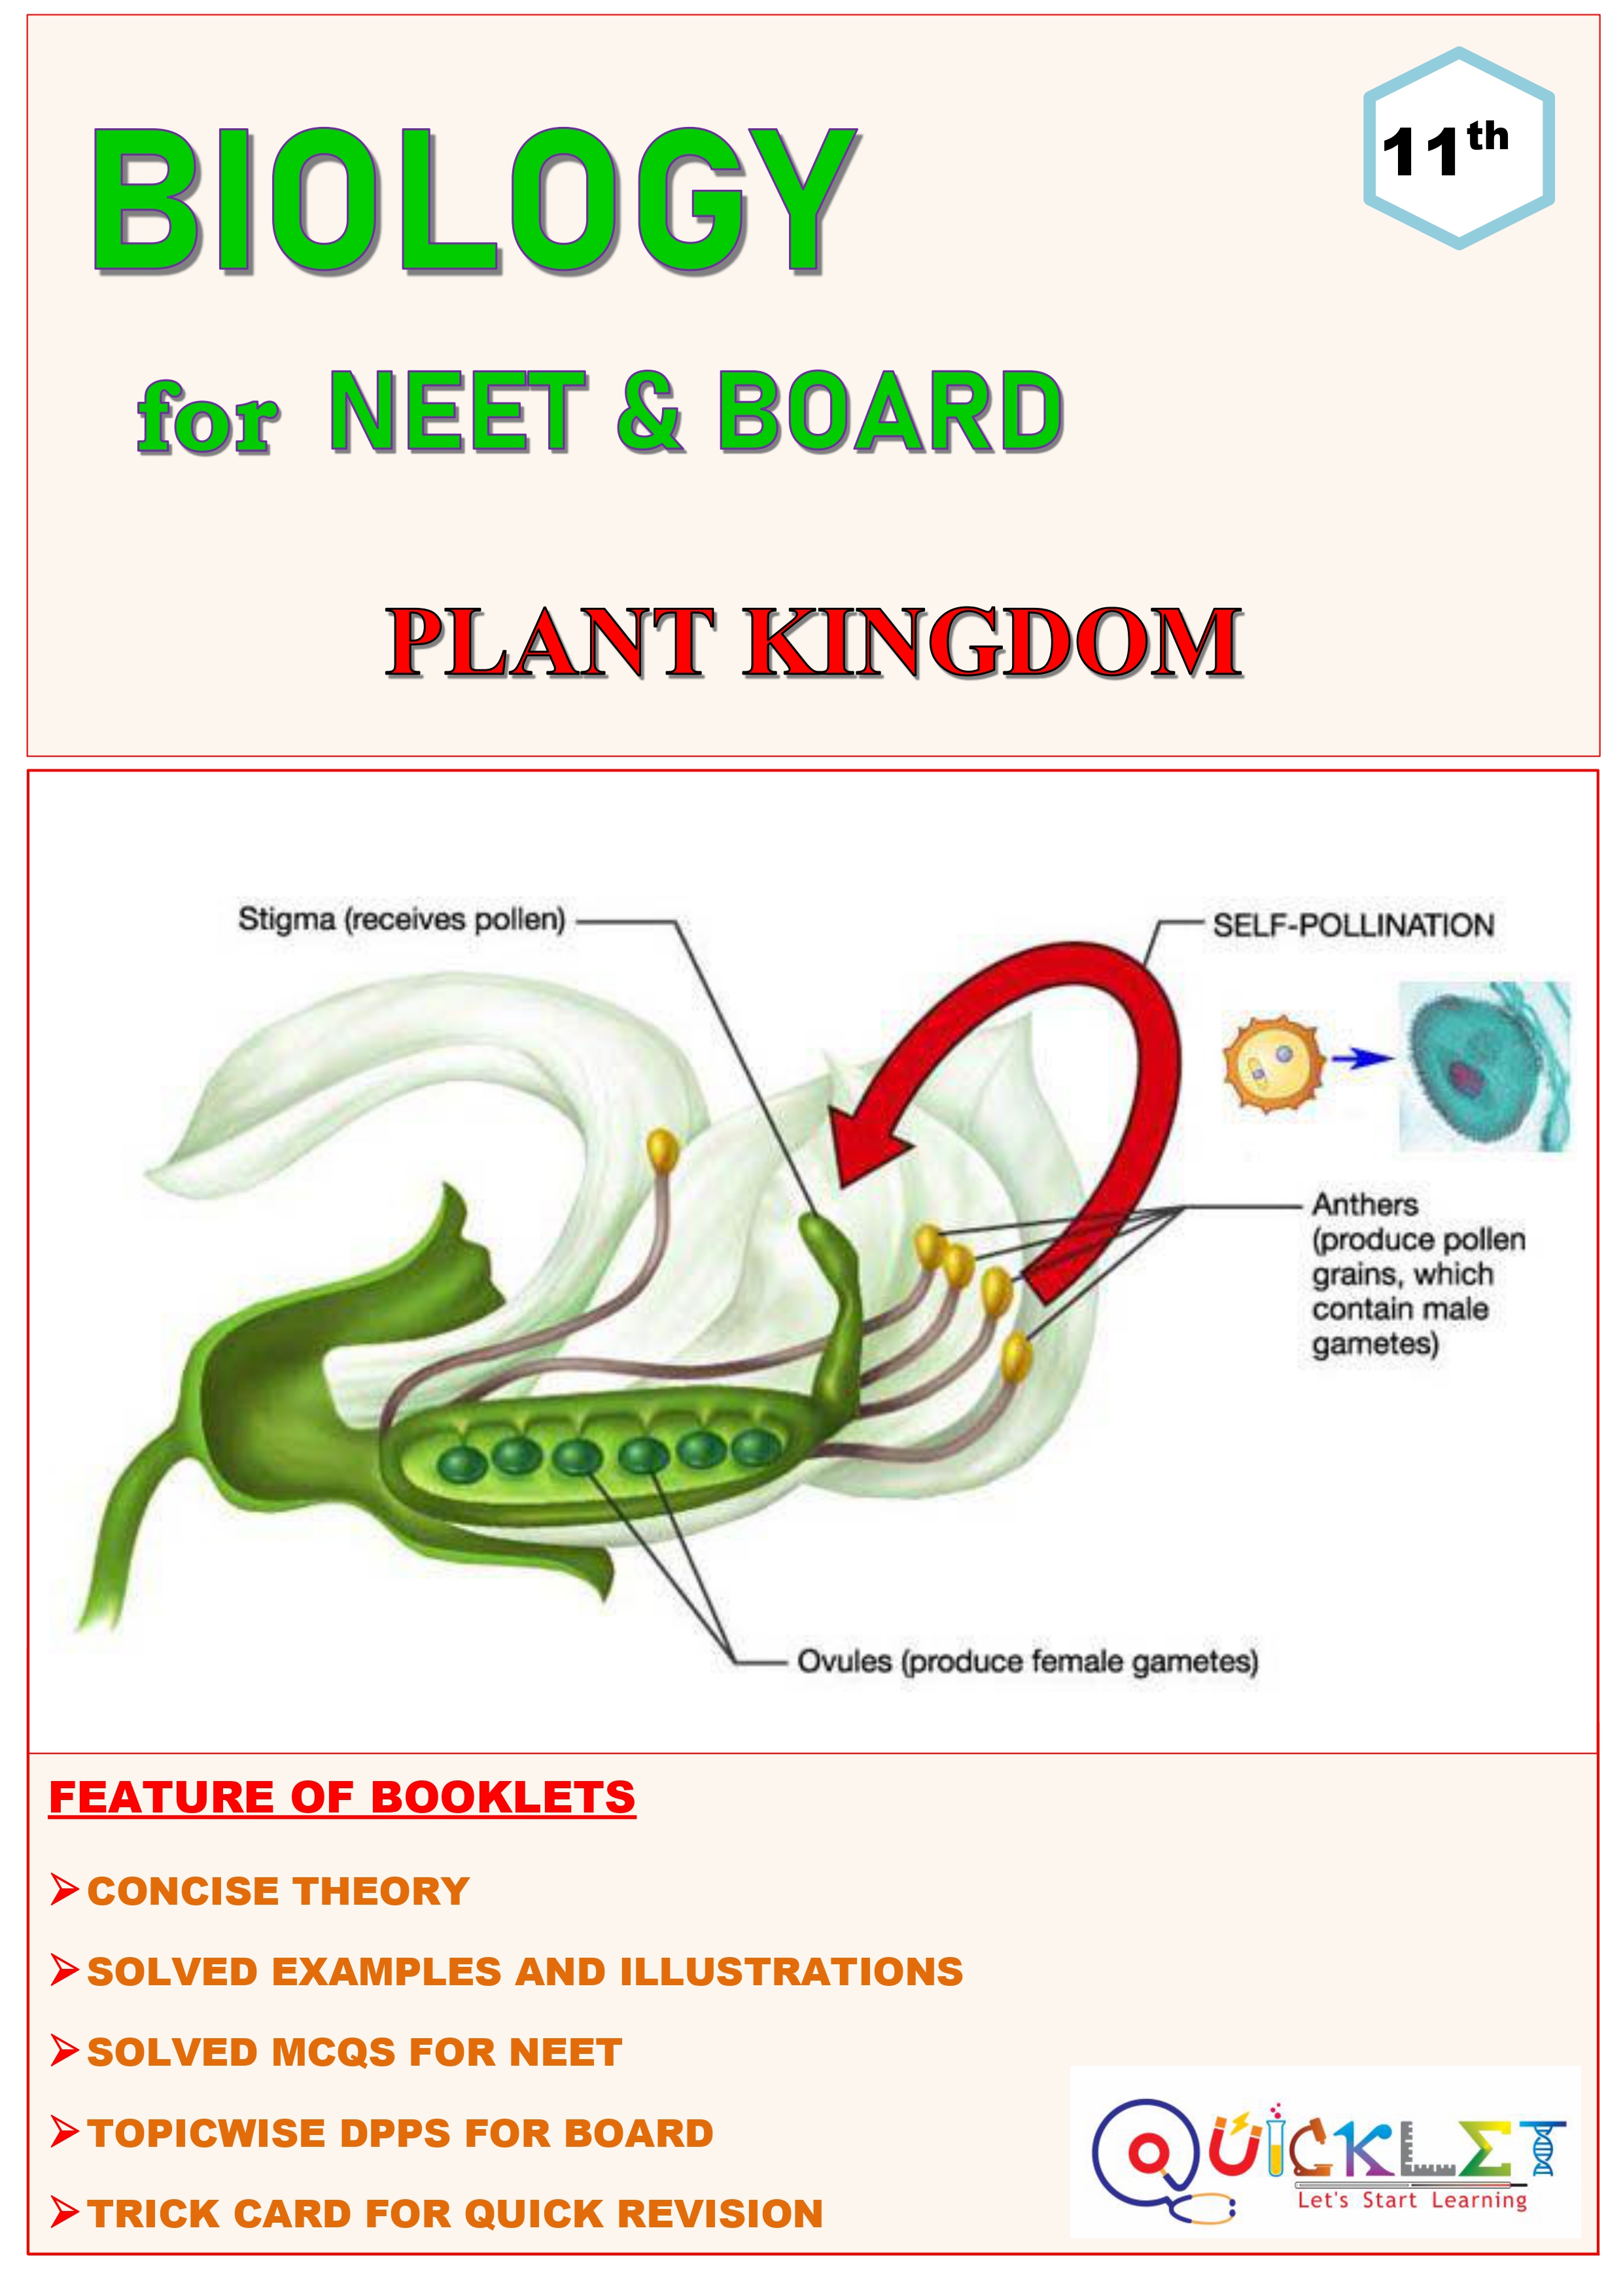 BIOLOGY
11th
for NEET & BOARD
PLANT KINGDOM
Stigma (receives pollen)
SELF-POLLINATION
Anthers
(produce pollen
grains, which
contain male
gametes)
Ovules (produce female gametes)
FEATURE OF BOOKLETS
CONCISE THEORY
SOLVED EXAMPLES AND ILLUSTRATIONS
SOLVED MCQS FOR NEET
TOPICWISE DPPS FOR BOARD
TRICK CARD FOR QUICK REVISION
QUICKLET
Let's Start Learning